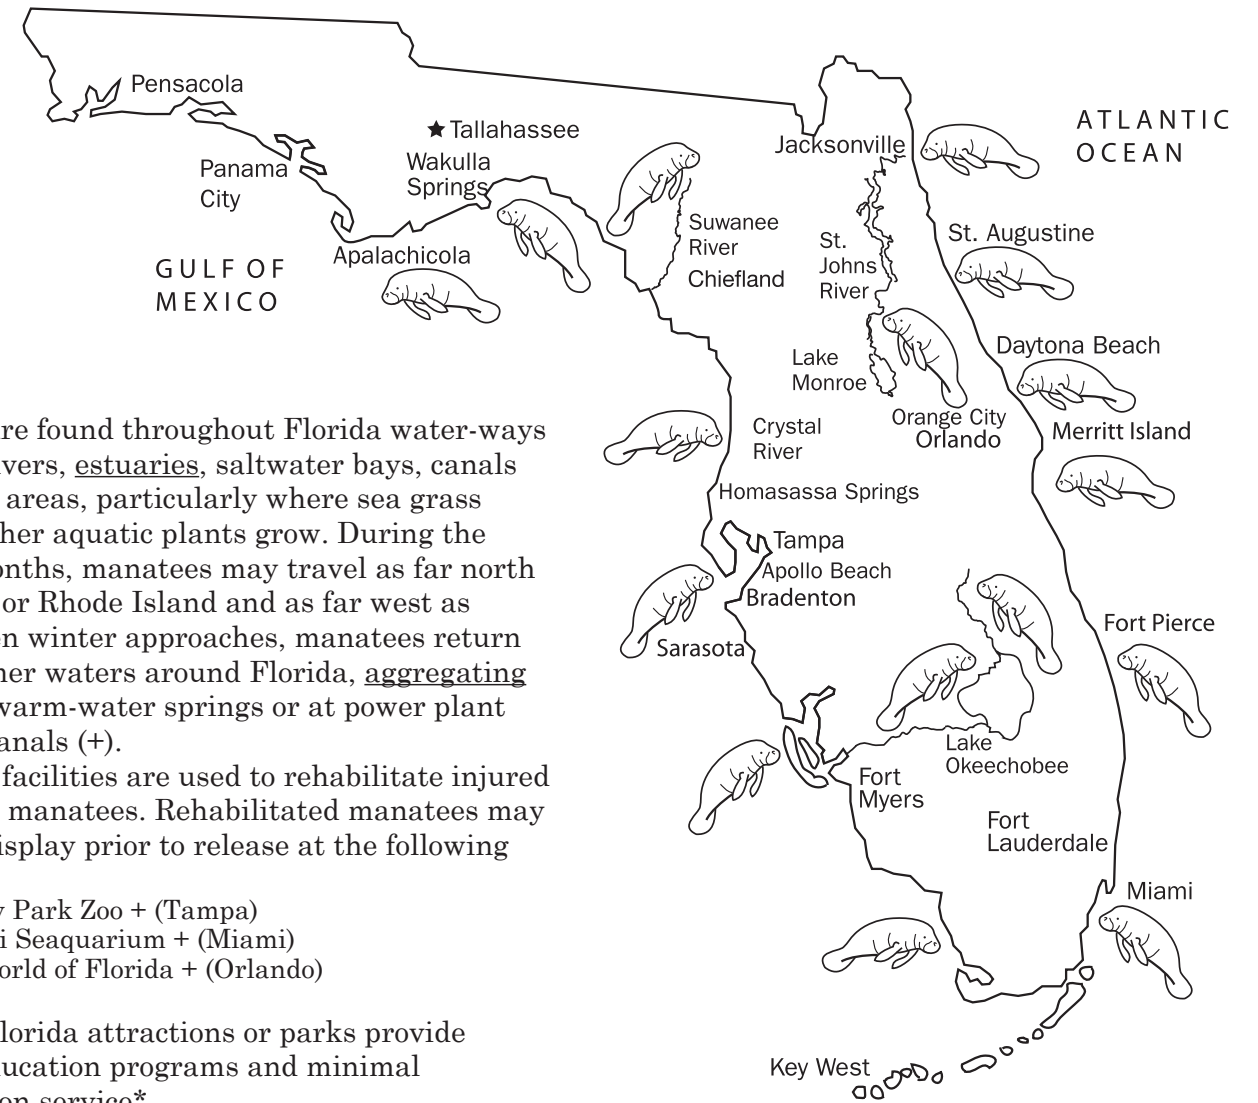 Pensacola
★ Tallahassee
Wakulla
Springs
Panama
City
Apalachicola
GULF OF
MEXICO
ATLANTIC
OCEAN
Jacksonville
Suwanee
River
Chiefland
St.
Johns
River
St. Augustine
Daytona Beach
Lake
Monroe
Orange City
Orlando
Merritt Island
Crystal
River
Homasassa Springs
Tampa
Apollo Beach
Bradenton
Sarasota
Fort Pierce
Lake
Okeechobee
Fort
Myers
Fort
Lauderdale
Miami
Key West
re found throughout Florida water-ways
vers, estuaries, saltwater bays, canals
areas, particularly where sea grass
her aquatic plants grow. During the
onths, manatees may travel as far north
or Rhode Island and as far west as
en winter approaches, manatees return
ner waters around Florida, aggregating
warm-water springs or at power plant
anals (+).
facilities are used to rehabilitate injured
manatees. Rehabilitated manatees may
isplay prior to release at the following
Park Zoo + (Tampa)
i Seaquarium + (Miami)
orld of Florida + (Orlando)
lorida attractions or parks provide
ucation programs and minimal
on service*